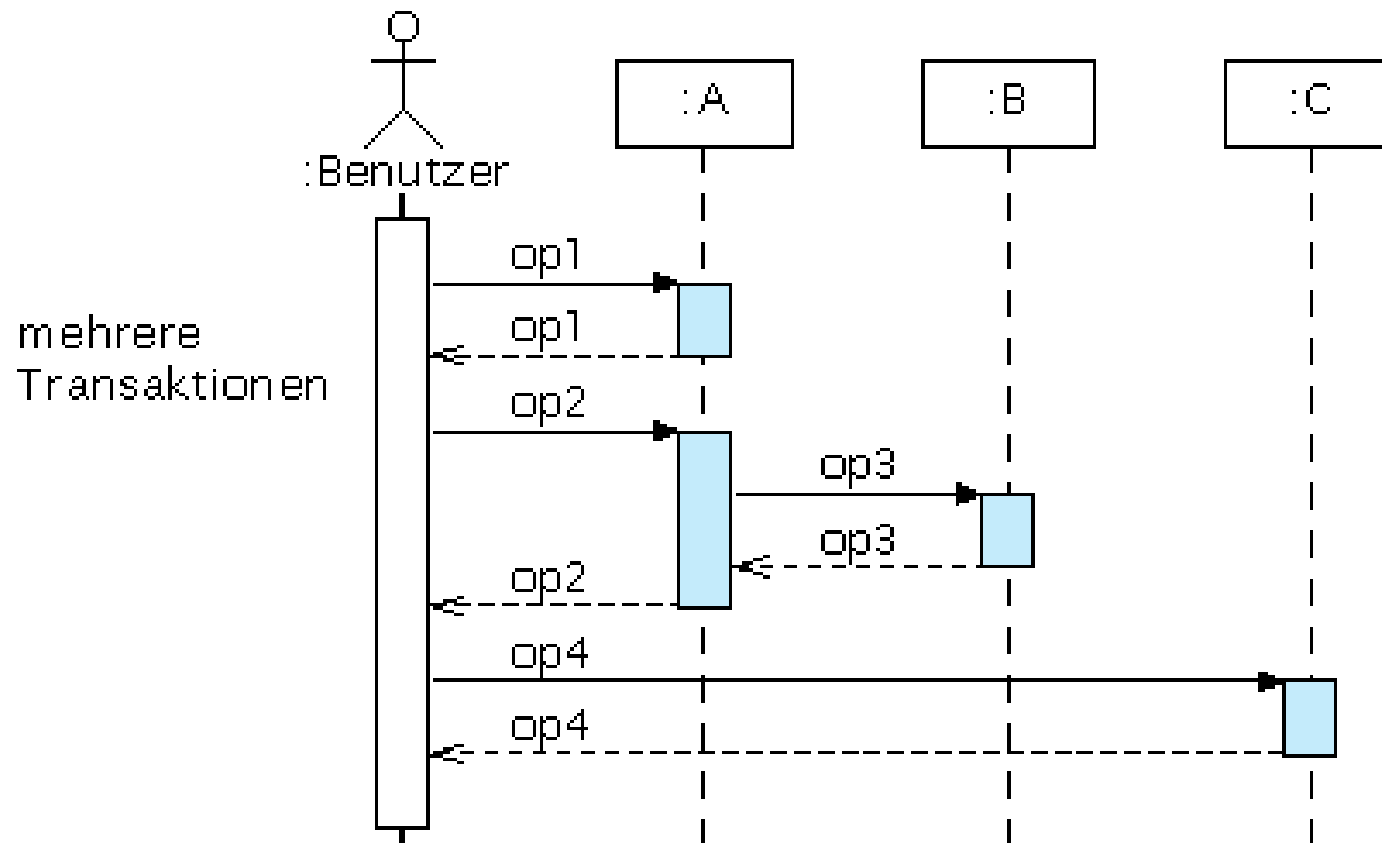 :A
:B
:C
:Benutzer
op1
op1
mehrere
Transaktionen
op2
op3
op3
op2
op4
op4